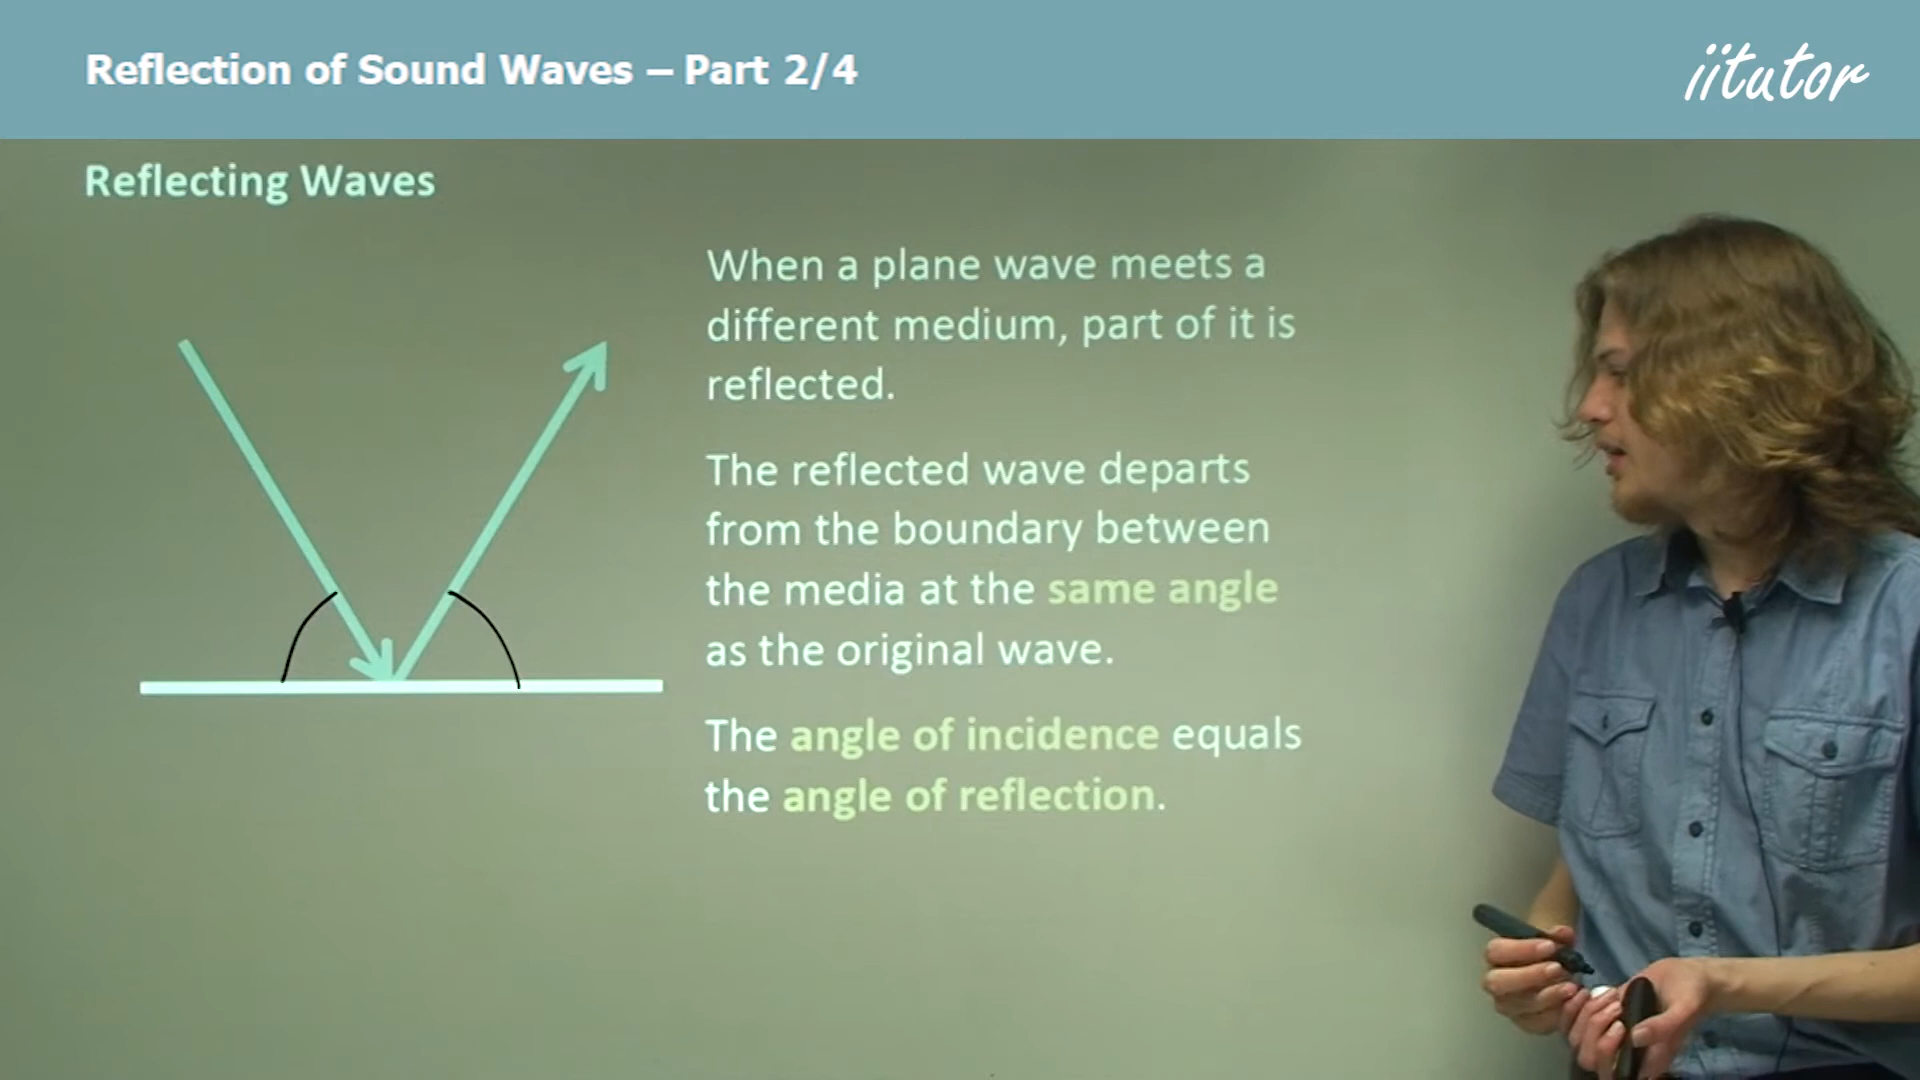 Reflection of Sound Waves – Part 2/4
iitutor
Reflecting Waves
When a plane wave meets a
different medium, part of it is
reflected.
The reflected wave departs
from the boundary between
the media at the same angle
as the original wave.
The angle of incidence equals
the angle of reflection.